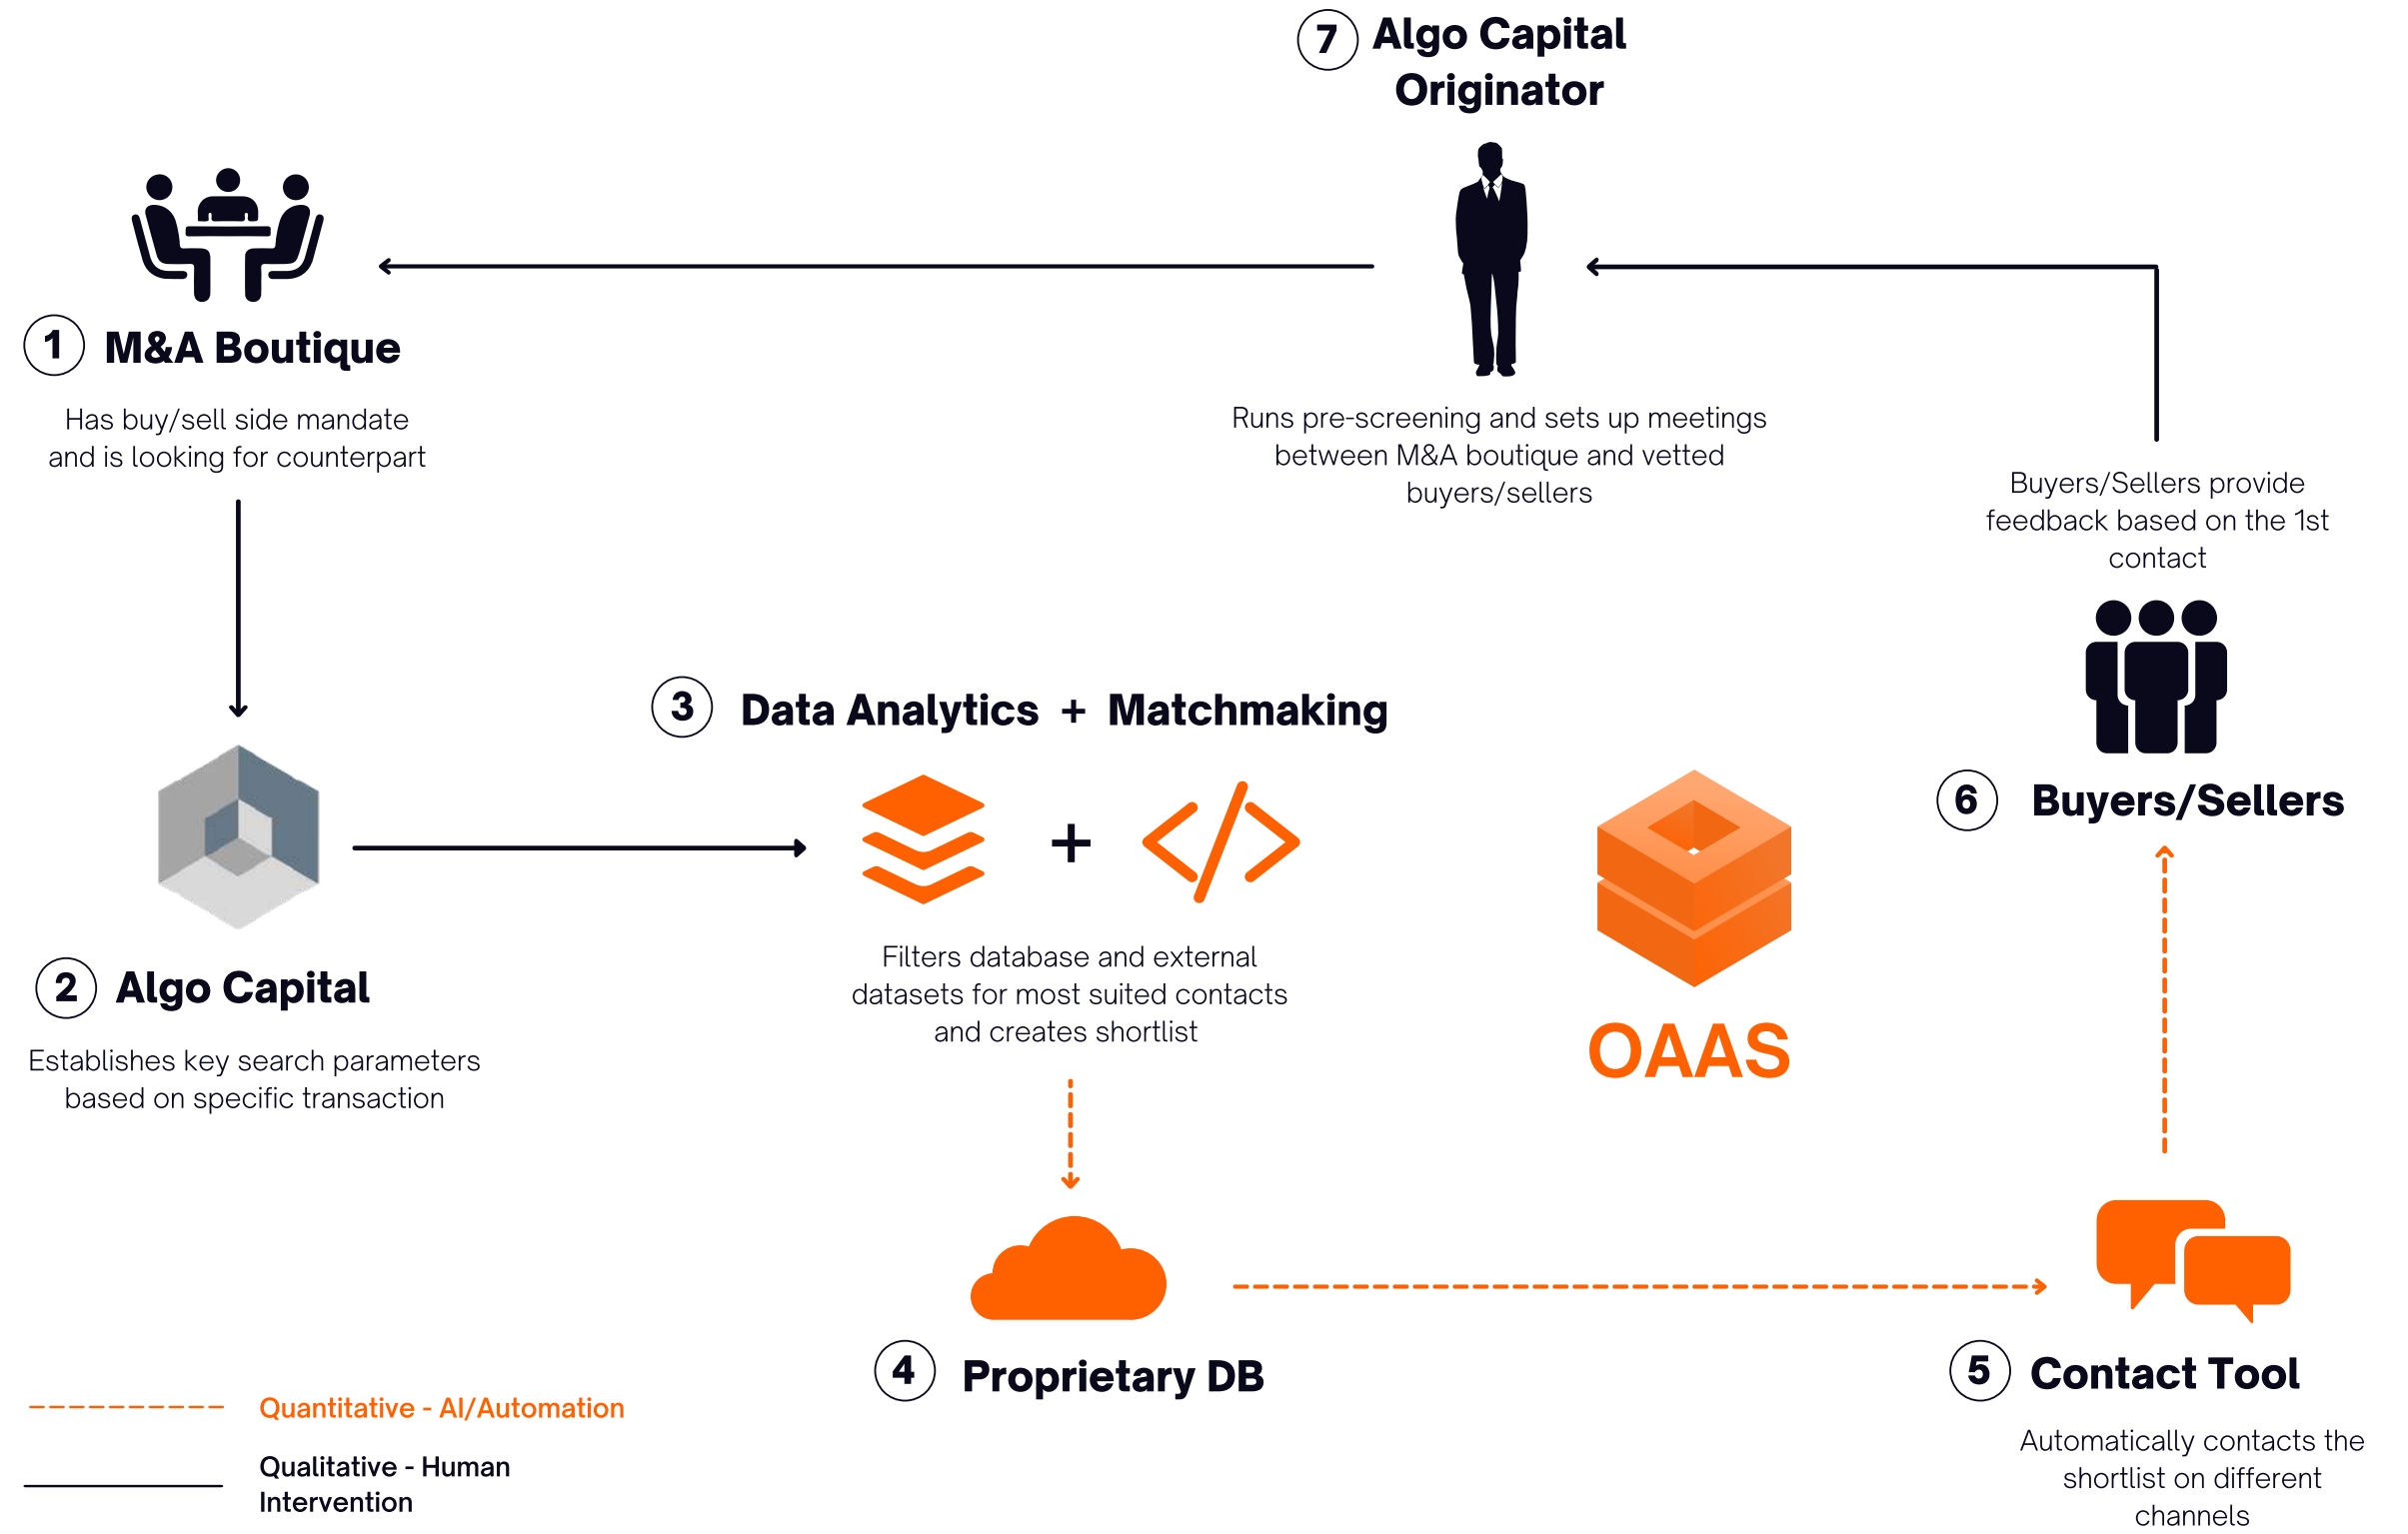 7 Algo Capital
Originator
Runs pre-screening and sets up meetings
between M&A boutique and vetted
buyers/sellers
1 M&A Boutique
Has buy/sell side mandate
and is looking for counterpart
2 Algo Capital
Establishes key search parameters
based on specific transaction
3 Data Analytics + Matchmaking
+
Filters database and external
datasets for most suited contacts
and creates shortlist
4 Proprietary DB
OAAS
5 Contact Tool
Automatically contacts the
shortlist on different
channels
Buyers/Sellers provide
feedback based on the 1st
contact
6 Buyers/Sellers
Quantitative - AI/Automation
Qualitative - Human
Intervention